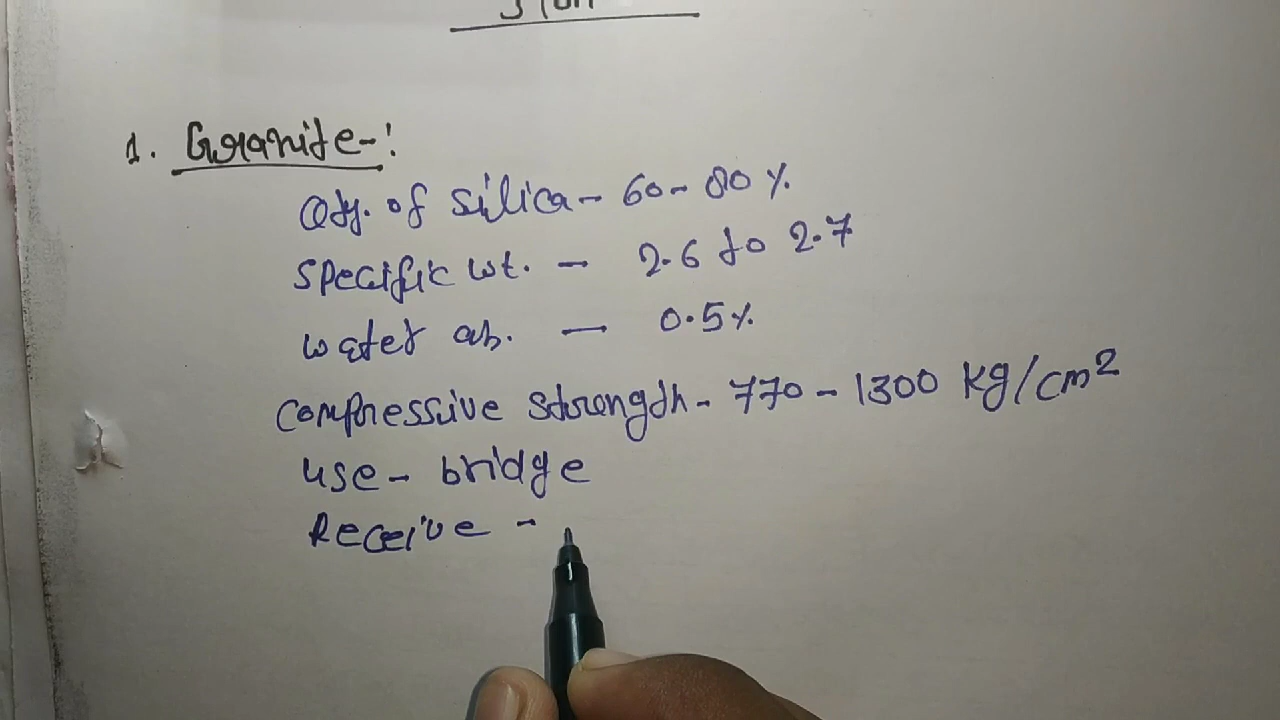 1. Granite-:
Qty. of silica - 60 - 80 %
Specific wt. - 2.6 to 2.7
water ab. - 0.5%
Compressive strength - 770 - 1300 kg/cm²
use - bridge
Receive -